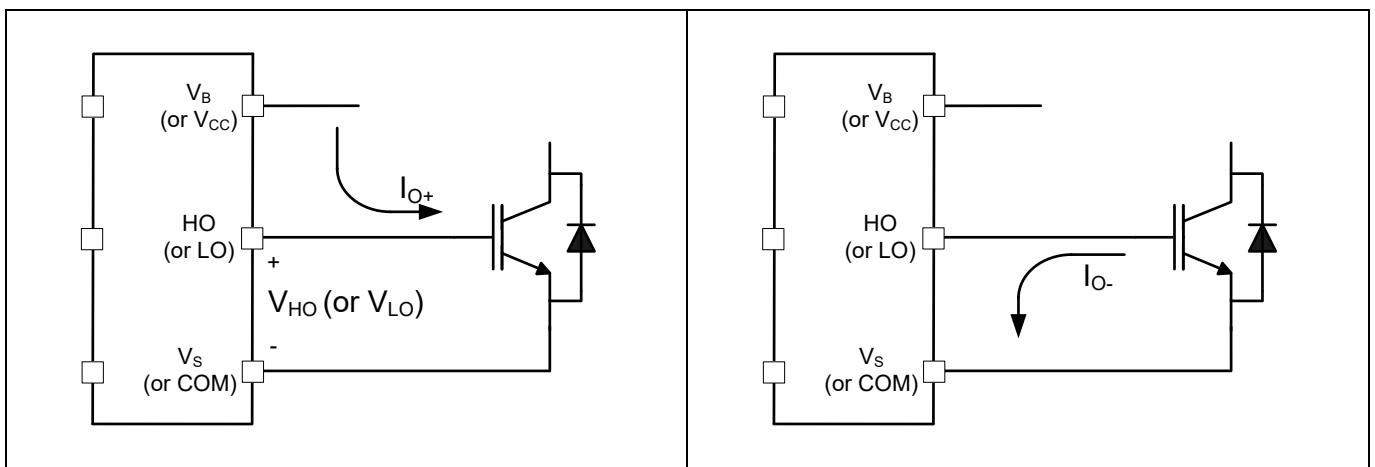 V_B
(or V_CC)
I_O+
HO
(or LO)
+
V_HO (or V_LO)
-
V_S
(or COM)
V_B
(or V_CC)
HO
(or LO)
I_O-
V_S
(or COM)